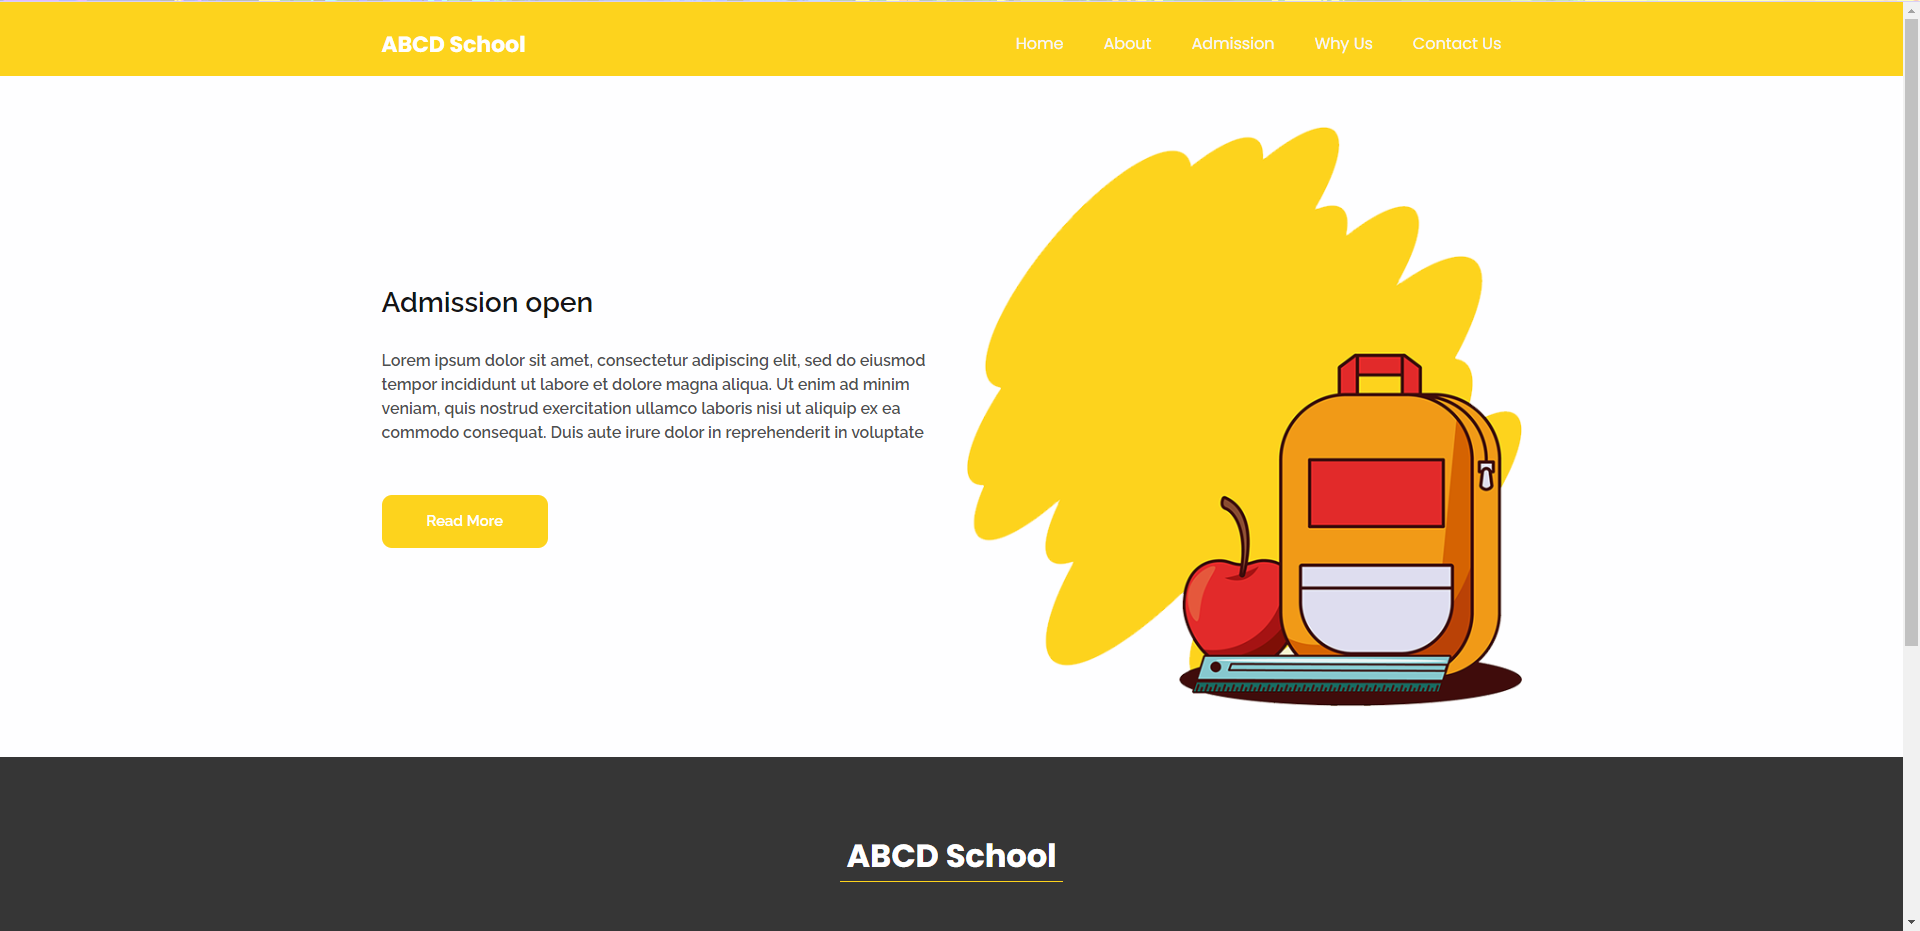 ABCD School
Home About Admission Why Us Contact Us
Admission open
Lorem ipsum dolor sit amet, consectetur adipiscing elit, sed do eiusmod
tempor incididunt ut labore et dolore magna aliqua. Ut enim ad minim
veniam, quis nostrud exercitation ullamco laboris nisi ut aliquip ex ea
commodo consequat. Duis aute irure dolor in reprehenderit in voluptate
Read More
ABCD School